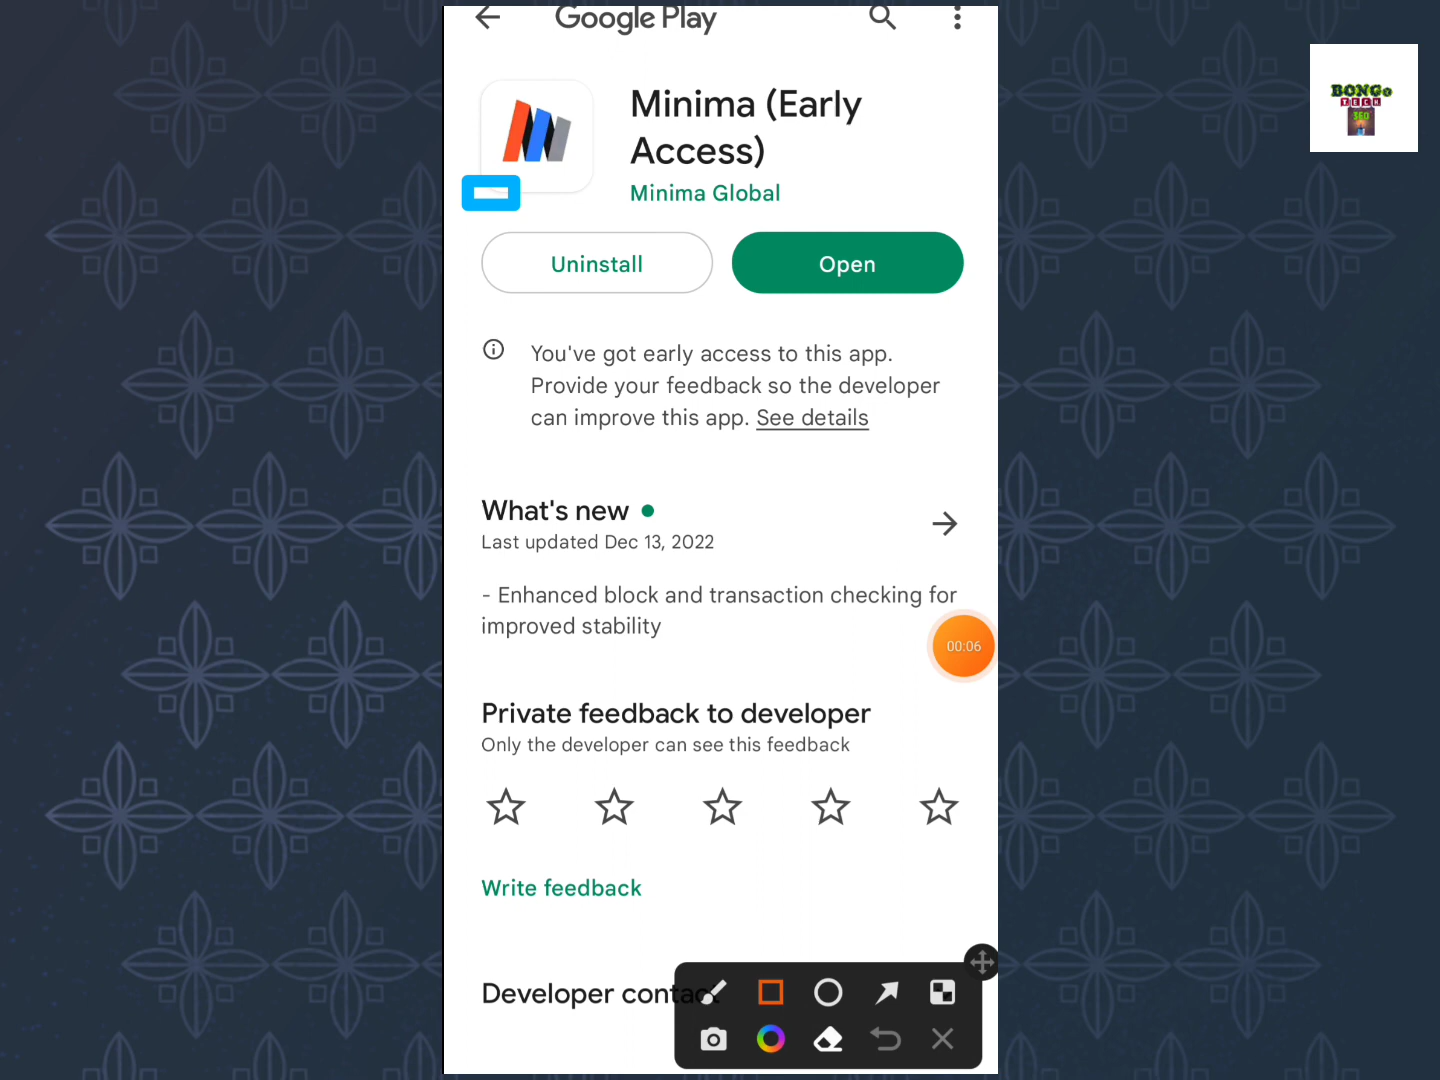 Google Play
BONGO
TECH
360
Minima (Early
Access)
Minima Global
Uninstall
Open
You've got early access to this app.
Provide your feedback so the developer
can improve this app. See details
What's new
Last updated Dec 13, 2022
- Enhanced block and transaction checking for
improved stability
00:06
Private feedback to developer
Only the developer can see this feedback
Write feedback
Developer contact